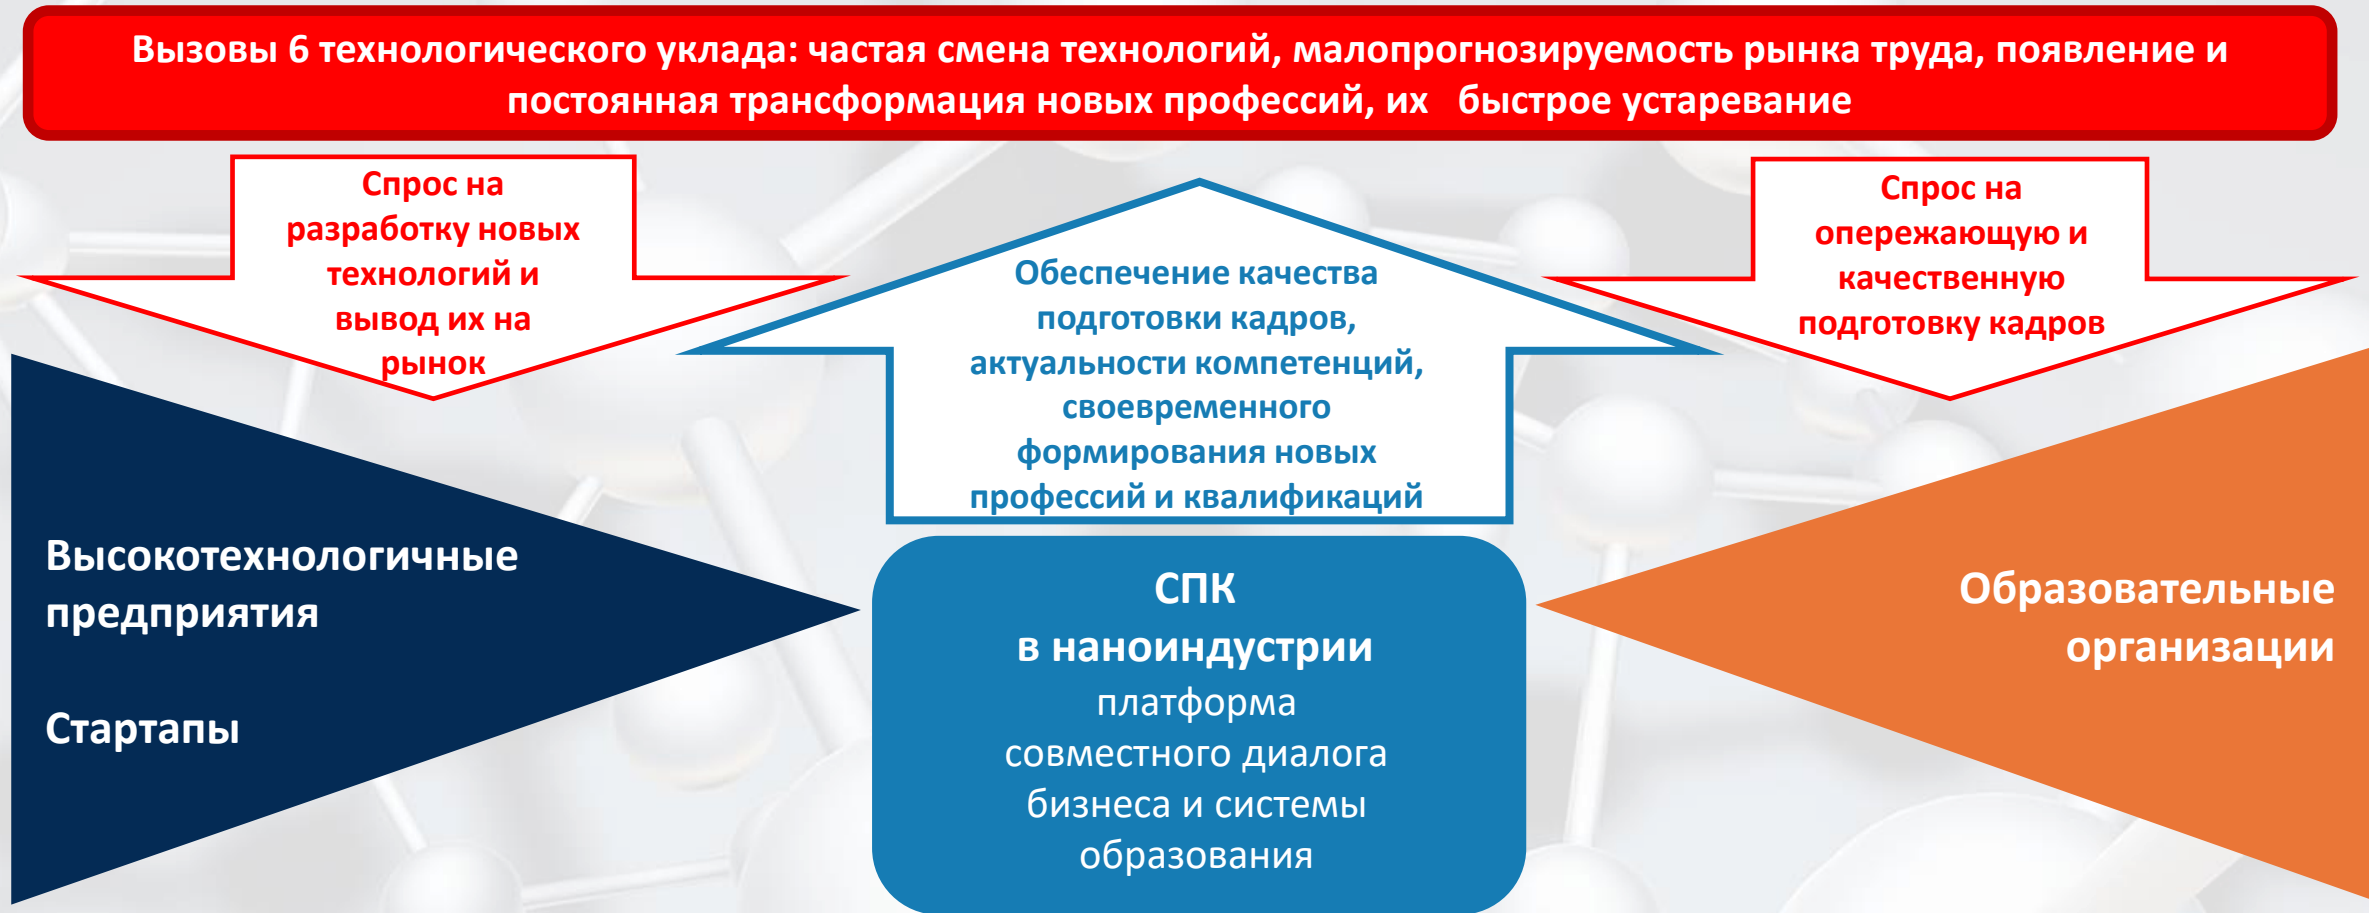 Вызовы 6 технологического уклада: частая смена технологий, малопрогнозируемость рынка труда, появление и
постоянная трансформация новых профессий, их быстрое устаревание
Спрос на
разработку новых
технологий и
вывод их на
рынок
Обеспечение качества
подготовки кадров,
актуальности компетенций,
своевременного
формирования новых
профессий и квалификаций
Спрос на
опережающую и
качественную
подготовку кадров
Высокотехнологичные
предприятия
Стартапы
СПК
в наноиндустрии
платформа
совместного диалога
бизнеса и системы
образования
Образовательные
организации